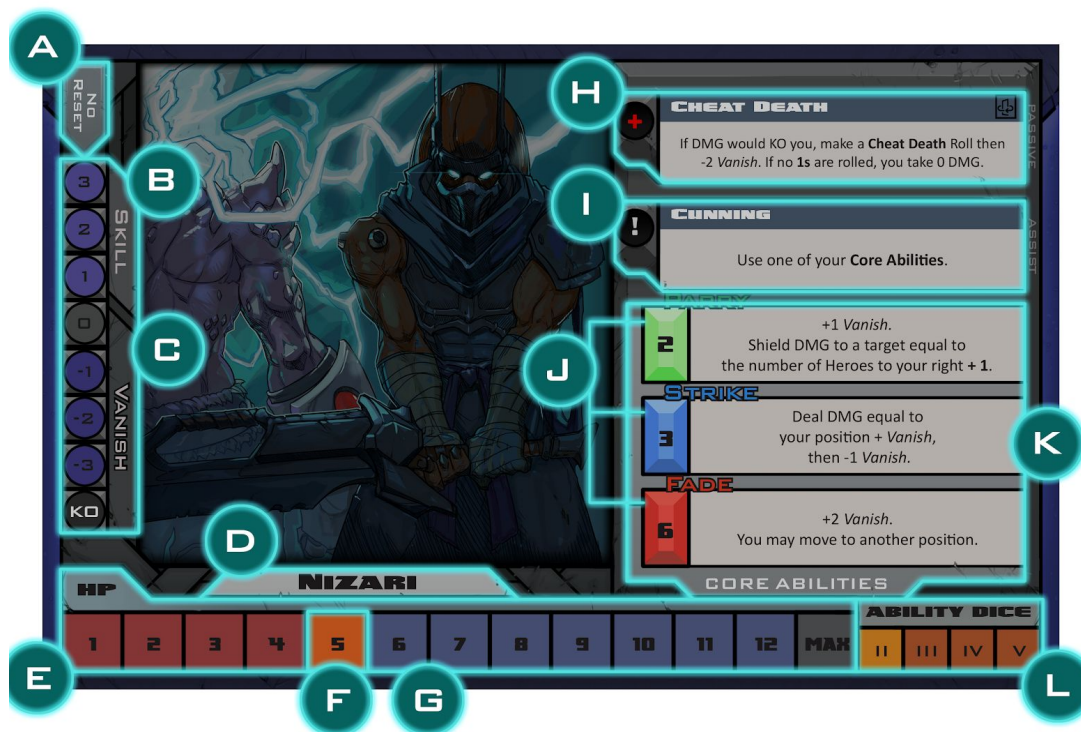 A
NO
RESET
B
3
2
1
0
-1
-2
-3
KO
SKILL
VANISH
C
H
+
CHEAT DEATH
If DMG would KO you, make a Cheat Death Roll then
-2 Vanish. If no 1s are rolled, you take 0 DMG.
PASSIVE
I
!
CUNNING
Use one of your Core Abilities.
ASSIST
J
PARRY
2
+1 Vanish.
Shield DMG to a target equal to
the number of Heroes to your right + 1.
STRIKE
3
Deal DMG equal to
your position + Vanish,
then -1 Vanish.
K
FADE
6
+2 Vanish.
You may move to another position.
CORE ABILITIES
D
HP
NIZARI
E
1 2 3 4 5 6 7 8 9 10 11 12 MAX
F
G
ABILITY DICE
II III IV V
L